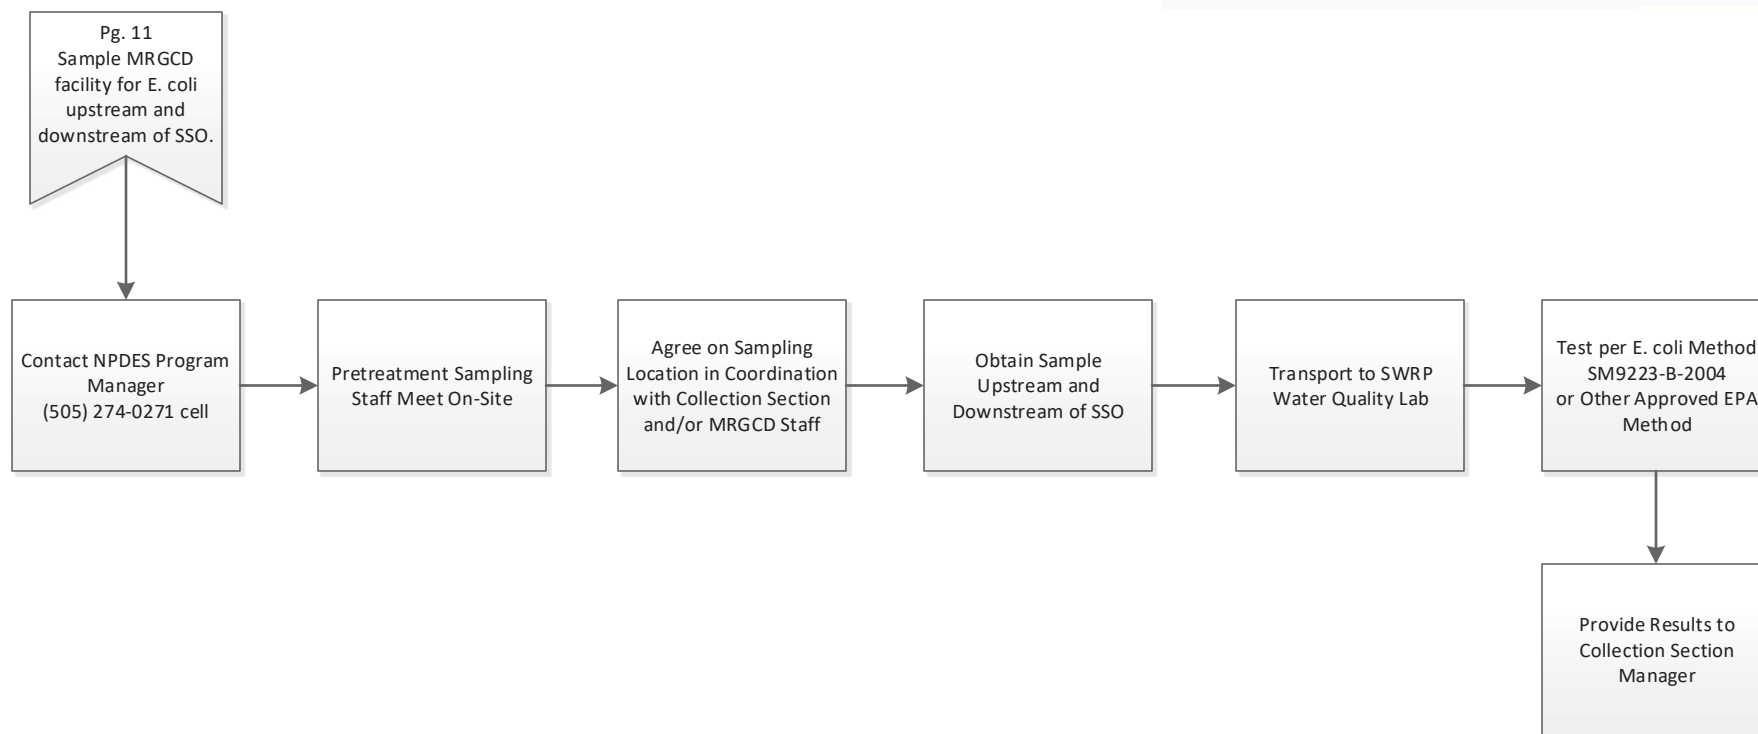 Pg. 11
Sample MRGCD
facility for E. coli
upstream and
downstream of SSO.
Contact NPDES Program
Manager
(505) 274-0271 cell
Pretreatment Sampling
Staff Meet On-Site
Agree on Sampling
Location in Coordination
with Collection Section
and/or MRGCD Staff
Obtain Sample
Upstream and
Downstream of SSO
Transport to SWRP
Water Quality Lab
Test per E. coli Method
SM9223-B-2004
or Other Approved EPA
Method
Provide Results to
Collection Section
Manager